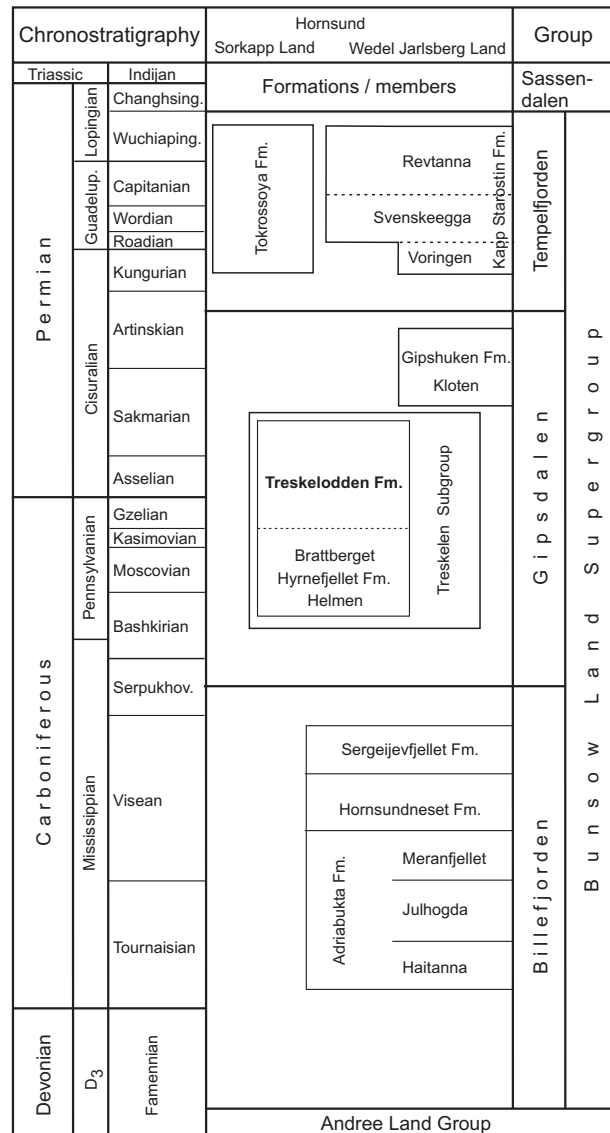 Chronostratigraphy
Hornsund
Sorkapp Land Wedel Jarlsberg Land
Group
Triassic
Indijan
Formations / members
Sassen-
dalen
Permian
Lopingian
Changhsing.
Wuchiaping.
Guadelup.
Capitanian
Wordian
Roadian
Cisuralian
Kungurian
Artinskian
Sakmarian
Asselian
Carboniferous
Pennsylvanian
Gzelian
Kasimovian
Moscovian
Bashkirian
Mississippian
Serpukhov.
Visean
Tournaisian
Devonian
D3
Famennian
Tokrossoya Fm.
Revtanna
Svenskeegga
Voringen
Kapp Starostin Fm.
Gipshuken Fm.
Kloten
Treskelodden Fm.
Brattberget
Hyrnefjellet Fm.
Helmen
Treskelen Subgroup
Sergeijevfjellet Fm.
Hornsundneset Fm.
Adriabukta Fm.
Meranfjellet
Julhogda
Haitanna
Andree Land Group
Tempelfjorden
Gipsdalen
Billefjorden
Bunsow Land Supergroup